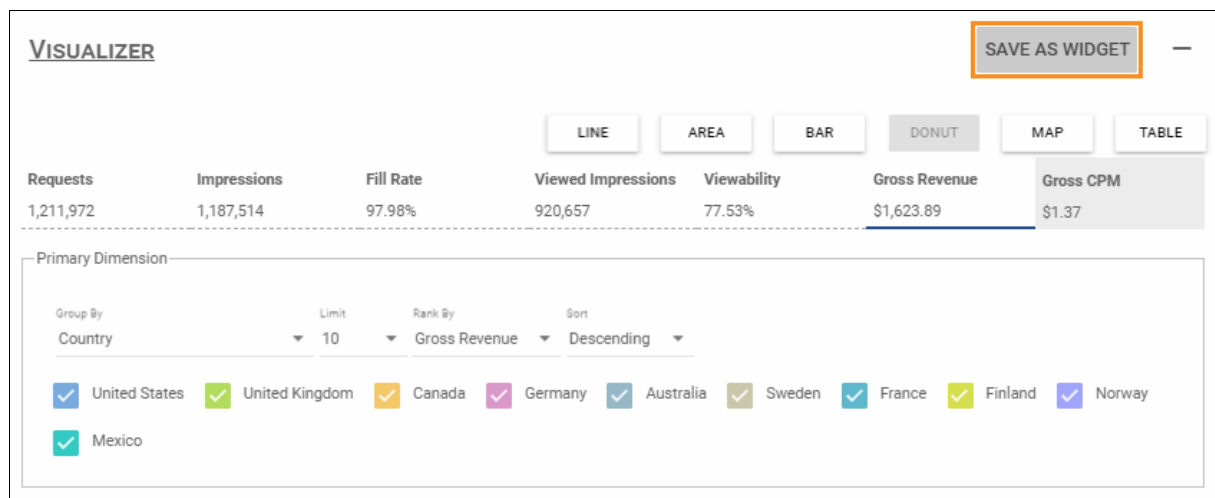 VISUALIZER SAVE AS WIDGET
LINE AREA BAR DONUT MAP TABLE
Requests Impressions Fill Rate Viewed Impressions Viewability Gross Revenue Gross CPM
1,211,972 1,187,514 97.98% 920,657 77.53% $1,623.89 $1.37
Primary Dimension
Group By Limit Rank By Sort
Country 10 Gross Revenue Descending
United States United Kingdom Canada Germany Australia Sweden France Finland Norway
Mexico